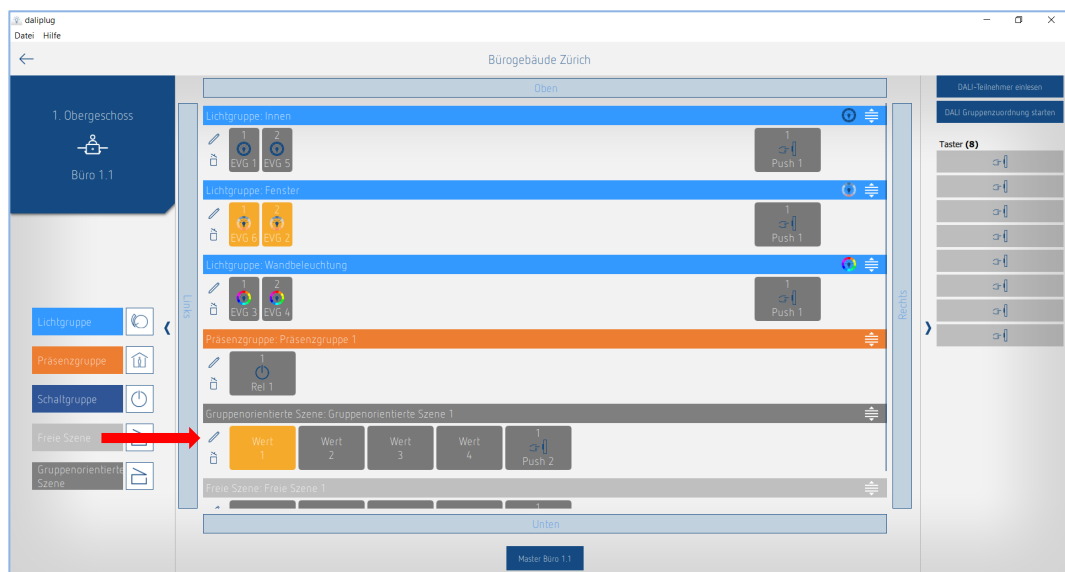 daliplug
Datei Hilfe
Bürogebäude Zürich
1. Obergeschoss
Büro 1.1
Lichtgruppe
Präsenzgruppe
Schaltgruppe
Freie Szene
Gruppenorientierte
Szene
Links
Oben
Lichtgruppe: Innen
1 2 1
EVG 1 EVG 5 Push 1
Lichtgruppe: Fenster
1 2 1
EVG 6 EVG 2 Push 1
Lichtgruppe: Wandbeleuchtung
1 2 1
EVG 3 EVG 4 Push 1
Präsenzgruppe: Präsenzgruppe 1
1
Rel 1
Gruppenorientierte Szene: Gruppenorientierte Szene 1
Wert Wert Wert Wert 1
1 2 3 4 Push 2
Freie Szene: Freie Szene 1
1
Unten
Master Büro 1.1
Rechts
DALI-Teilnehmer einlesen
DALI Gruppenzuordnung starten
Taster (8)